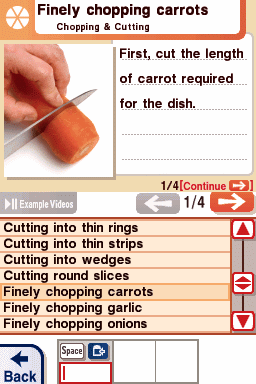 Finely chopping carrots
Chopping & Cutting
First, cut the length
of carrot required
for the dish.
1/4[Continue ]
Example Videos
1/4
Cutting into thin rings
Cutting into thin strips
Cutting into wedges
Cutting round slices
Finely chopping carrots
Finely chopping garlic
Finely chopping onions
Back
Space